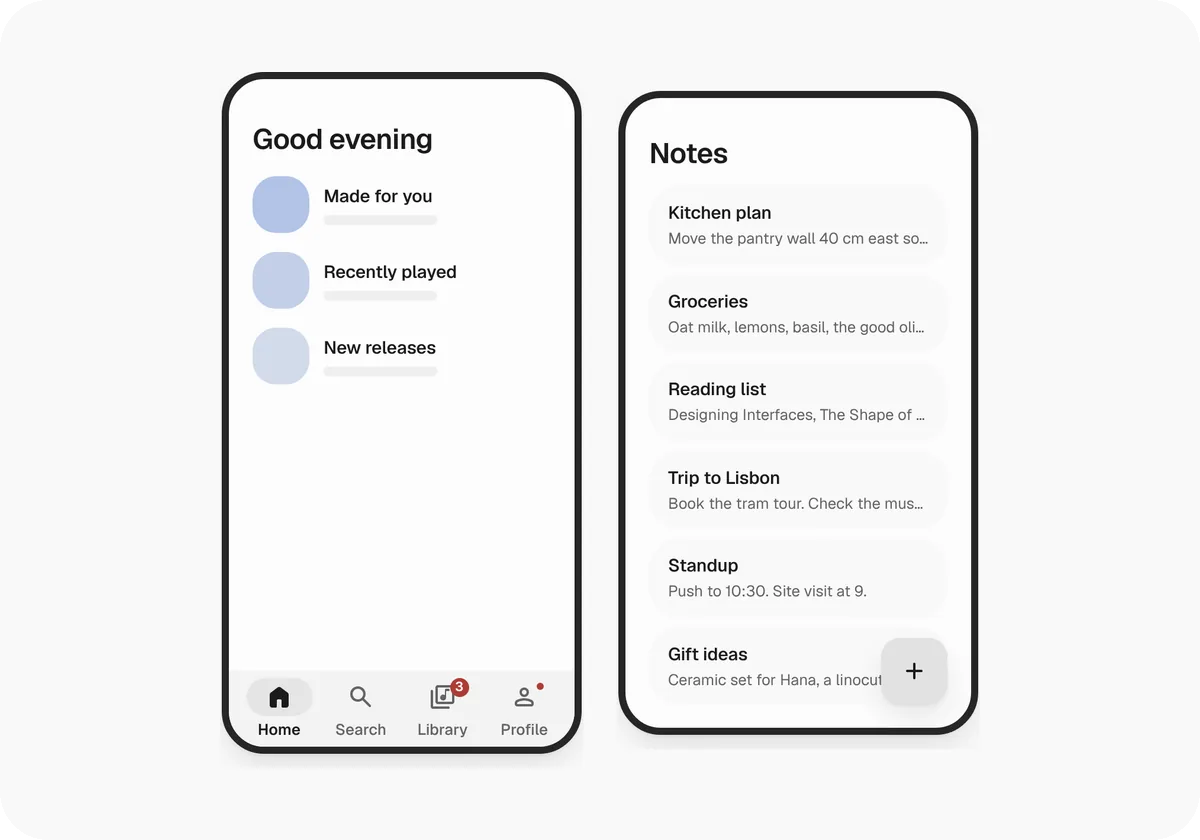 Good evening
Made for you
Recently played
New releases
3
Home
Search
Library
Profile
Notes
Kitchen plan
Move the pantry wall 40 cm east so...
Groceries
Oat milk, lemons, basil, the good oli...
Reading list
Designing Interfaces, The Shape of ...
Trip to Lisbon
Book the tram tour. Check the mus...
Standup
Push to 10:30. Site visit at 9.
Gift ideas
Ceramic set for Hana, a linocut
+